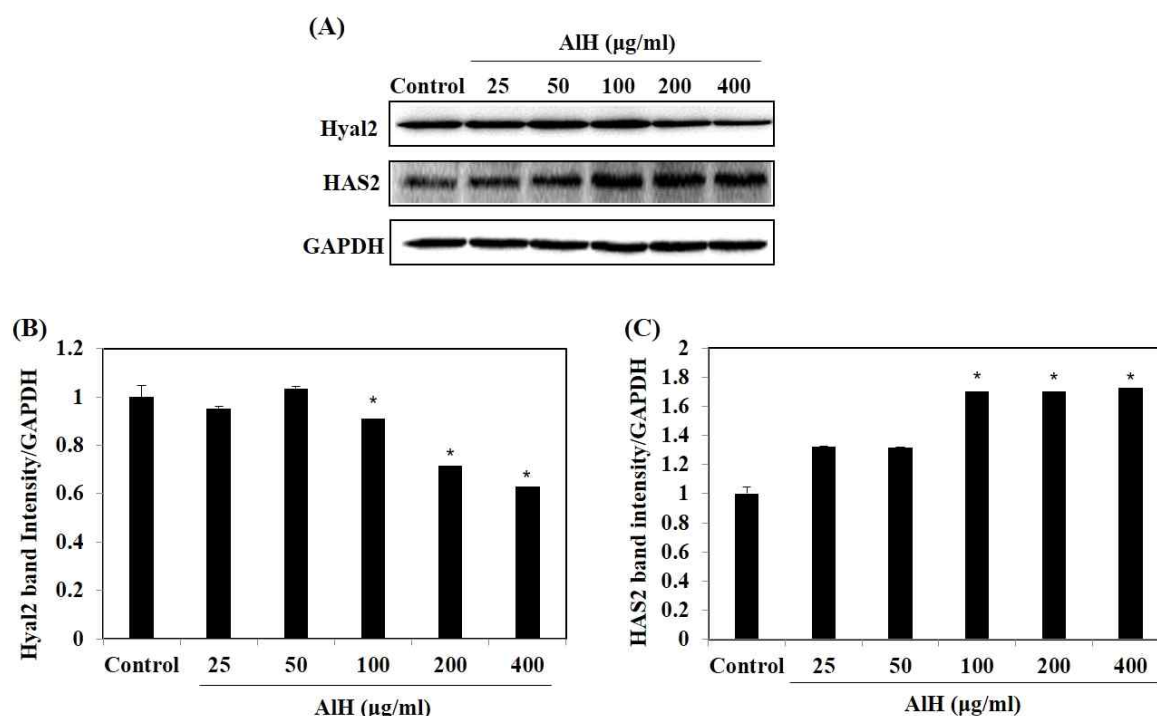 (A)
AlH (μg/ml)
Control 25 50 100 200 400
Hyal2
HAS2
GAPDH
(B)
Hyal2 band Intensity/GAPDH
1.2
1
0.8
0.6
0.4
0.2
0
* * *
Control 25 50 100 200 400
AlH (μg/ml)
(C)
HAS2 band intensity/GAPDH
2
1.8
1.6
1.4
1.2
1
0.8
0.6
0.4
0.2
0
* * *
Control 25 50 100 200 400
AlH (μg/ml)